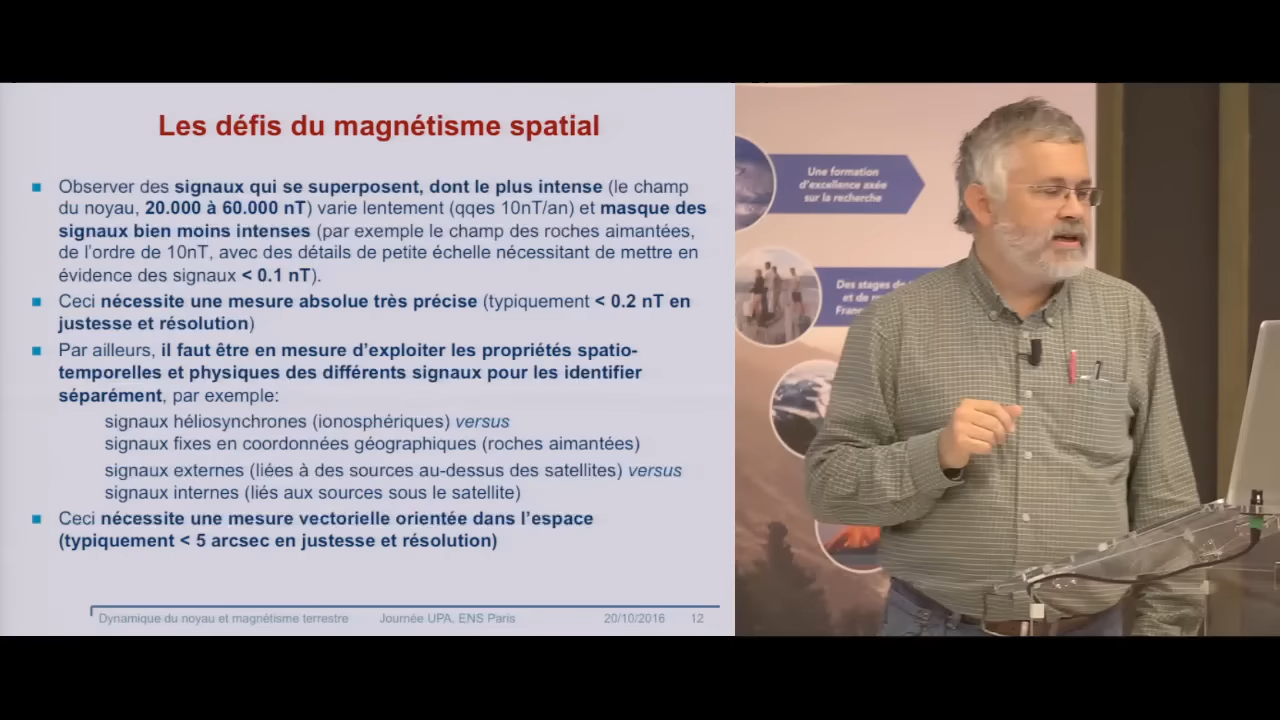 Les défis du magnétisme spatial
Observer des signaux qui se superposent, dont le plus intense (le champ
du noyau, 20.000 à 60.000 nT) varie lentement (qqes 10nT/an) et masque des
signaux bien moins intenses (par exemple le champ des roches aimantées,
de l'ordre de 10nT, avec des détails de petite échelle nécessitant de mettre en
évidence des signaux < 0.1 nT).
Ceci nécessite une mesure absolue très précise (typiquement < 0.2 nT en
justesse et résolution)
Par ailleurs, il faut être en mesure d'exploiter les propriétés spatio-
temporelles et physiques des différents signaux pour les identifier
séparément, par exemple:
signaux héliosynchrones (ionosphériques) versus
signaux fixes en coordonnées géographiques (roches aimantées)
signaux externes (liées à des sources au-dessus des satellites) versus
signaux internes (liés aux sources sous le satellite)
Ceci nécessite une mesure vectorielle orientée dans l'espace
(typiquement < 5 arcsec en justesse et résolution)
Dynamique du noyau et magnétisme terrestre Journée UPA, ENS Paris 20/10/2016 12
Une formation
d'excellence axée
sur la recherche
Des stages
et de